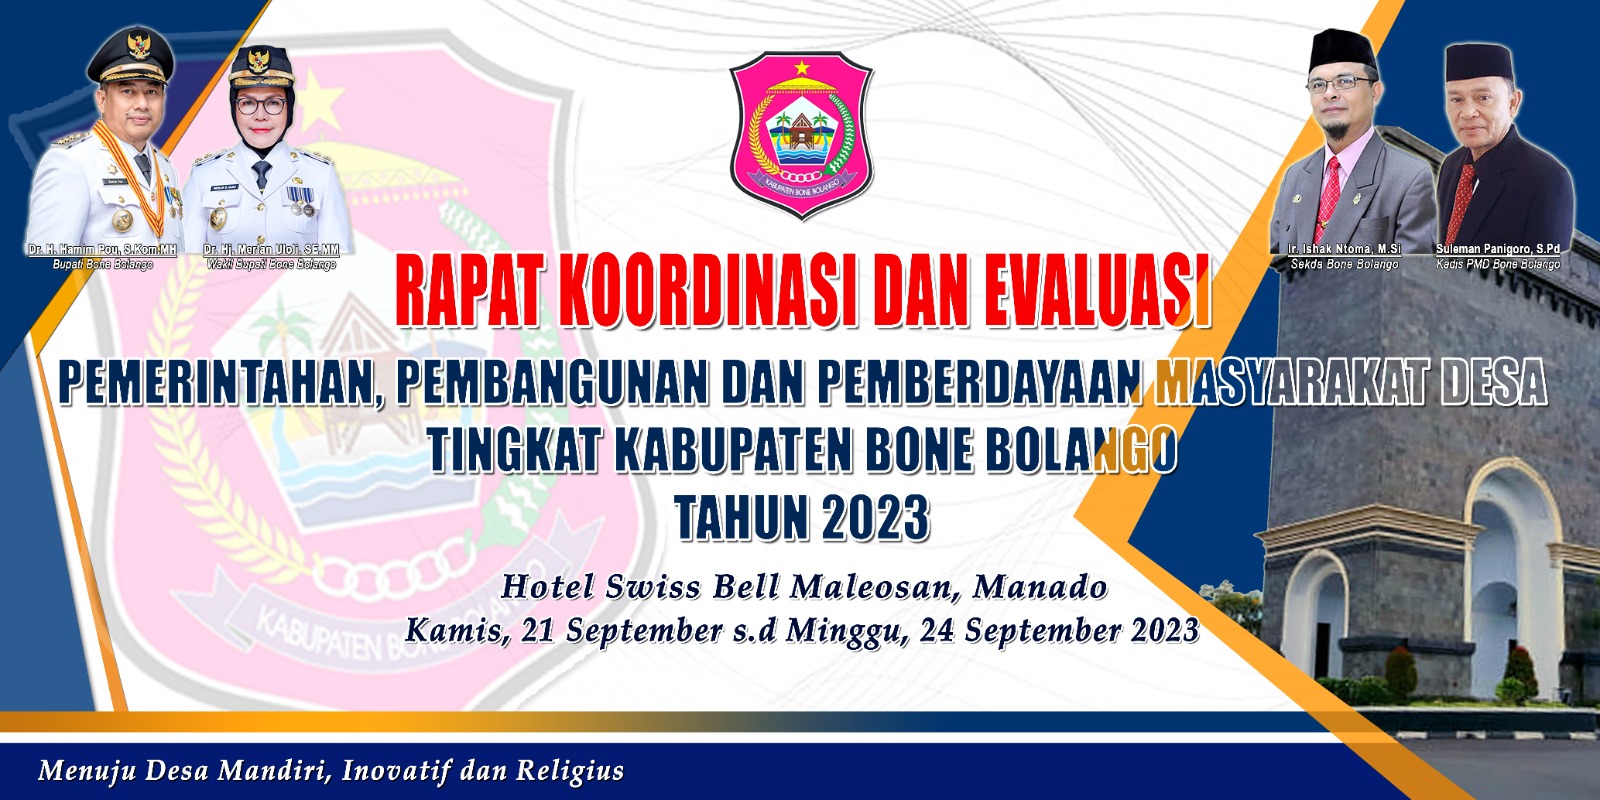 KABUPATEN BONE BOLANGO
Dr. H. Hamim Pou, S.Kom.MH
Bupati Bone Bolango
Dr. Hj. Merlan Uloli, SE.MM
Wakil Bupati Bone Bolango
Ir. Ishak Ntoma, M.Si
Sekda Bone Bolango
Suleman Panigoro, S.Pd
Kadis PMD Bone Bolango
RAPAT KOORDINASI DAN EVALUASI
PEMERINTAHAN, PEMBANGUNAN DAN PEMBERDAYAAN MASYARAKAT DESA
TINGKAT KABUPATEN BONE BOLANGO
TAHUN 2023
Hotel Swiss Bell Maleosan, Manado
Kamis, 21 September s.d Minggu, 24 September 2023
KABUPATEN BONE BOLANGO
Menuju Desa Mandiri, Inovatif dan Religius